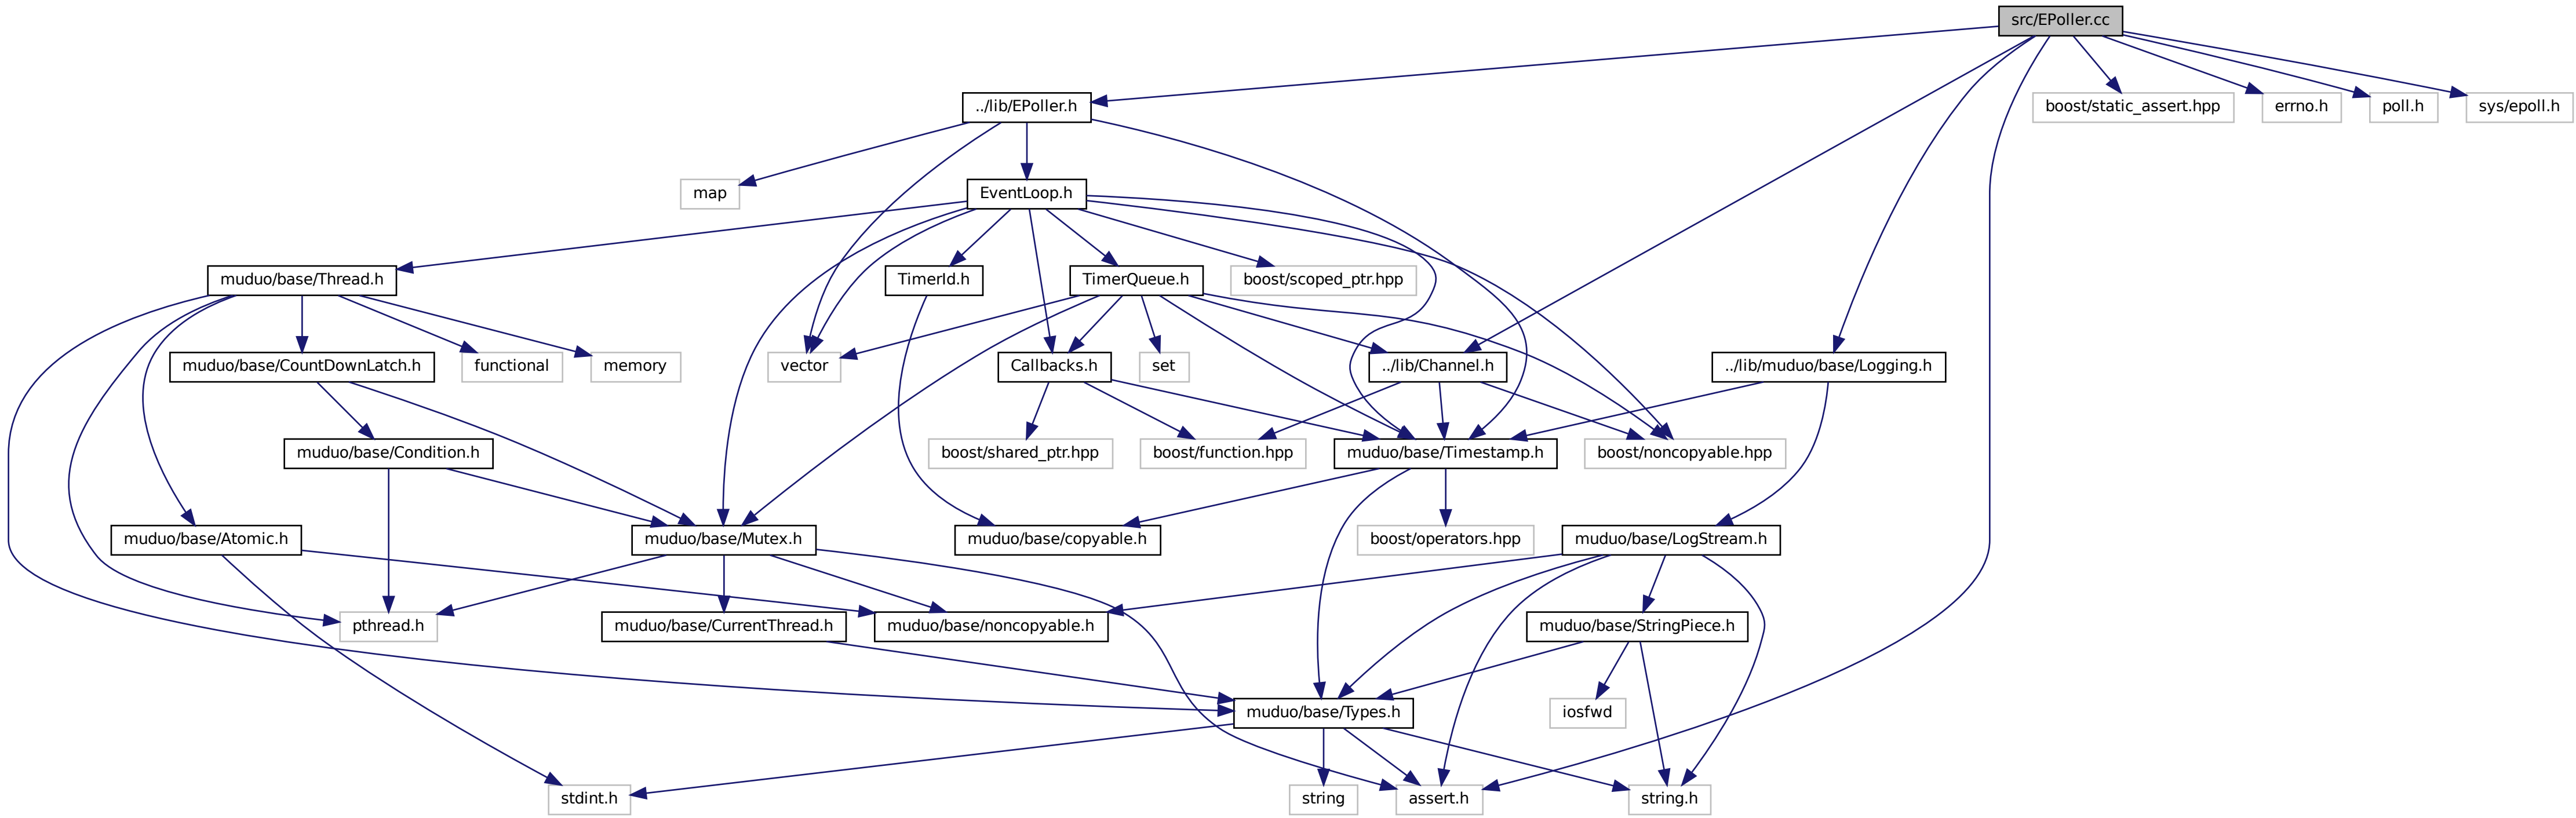 src/EPoller.cc
../lib/EPoller.h
boost/static_assert.hpp
errno.h
poll.h
sys/epoll.h
map
EventLoop.h
muduo/base/Thread.h
TimerId.h
TimerQueue.h
boost/scoped_ptr.hpp
muduo/base/CountDownLatch.h
functional
memory
vector
Callbacks.h
set
../lib/Channel.h
../lib/muduo/base/Logging.h
muduo/base/Condition.h
boost/shared_ptr.hpp
boost/function.hpp
muduo/base/Timestamp.h
boost/noncopyable.hpp
muduo/base/Atomic.h
muduo/base/Mutex.h
muduo/base/copyable.h
boost/operators.hpp
muduo/base/LogStream.h
pthread.h
muduo/base/CurrentThread.h
muduo/base/noncopyable.h
muduo/base/StringPiece.h
muduo/base/Types.h
iosfwd
stdint.h
string
assert.h
string.h